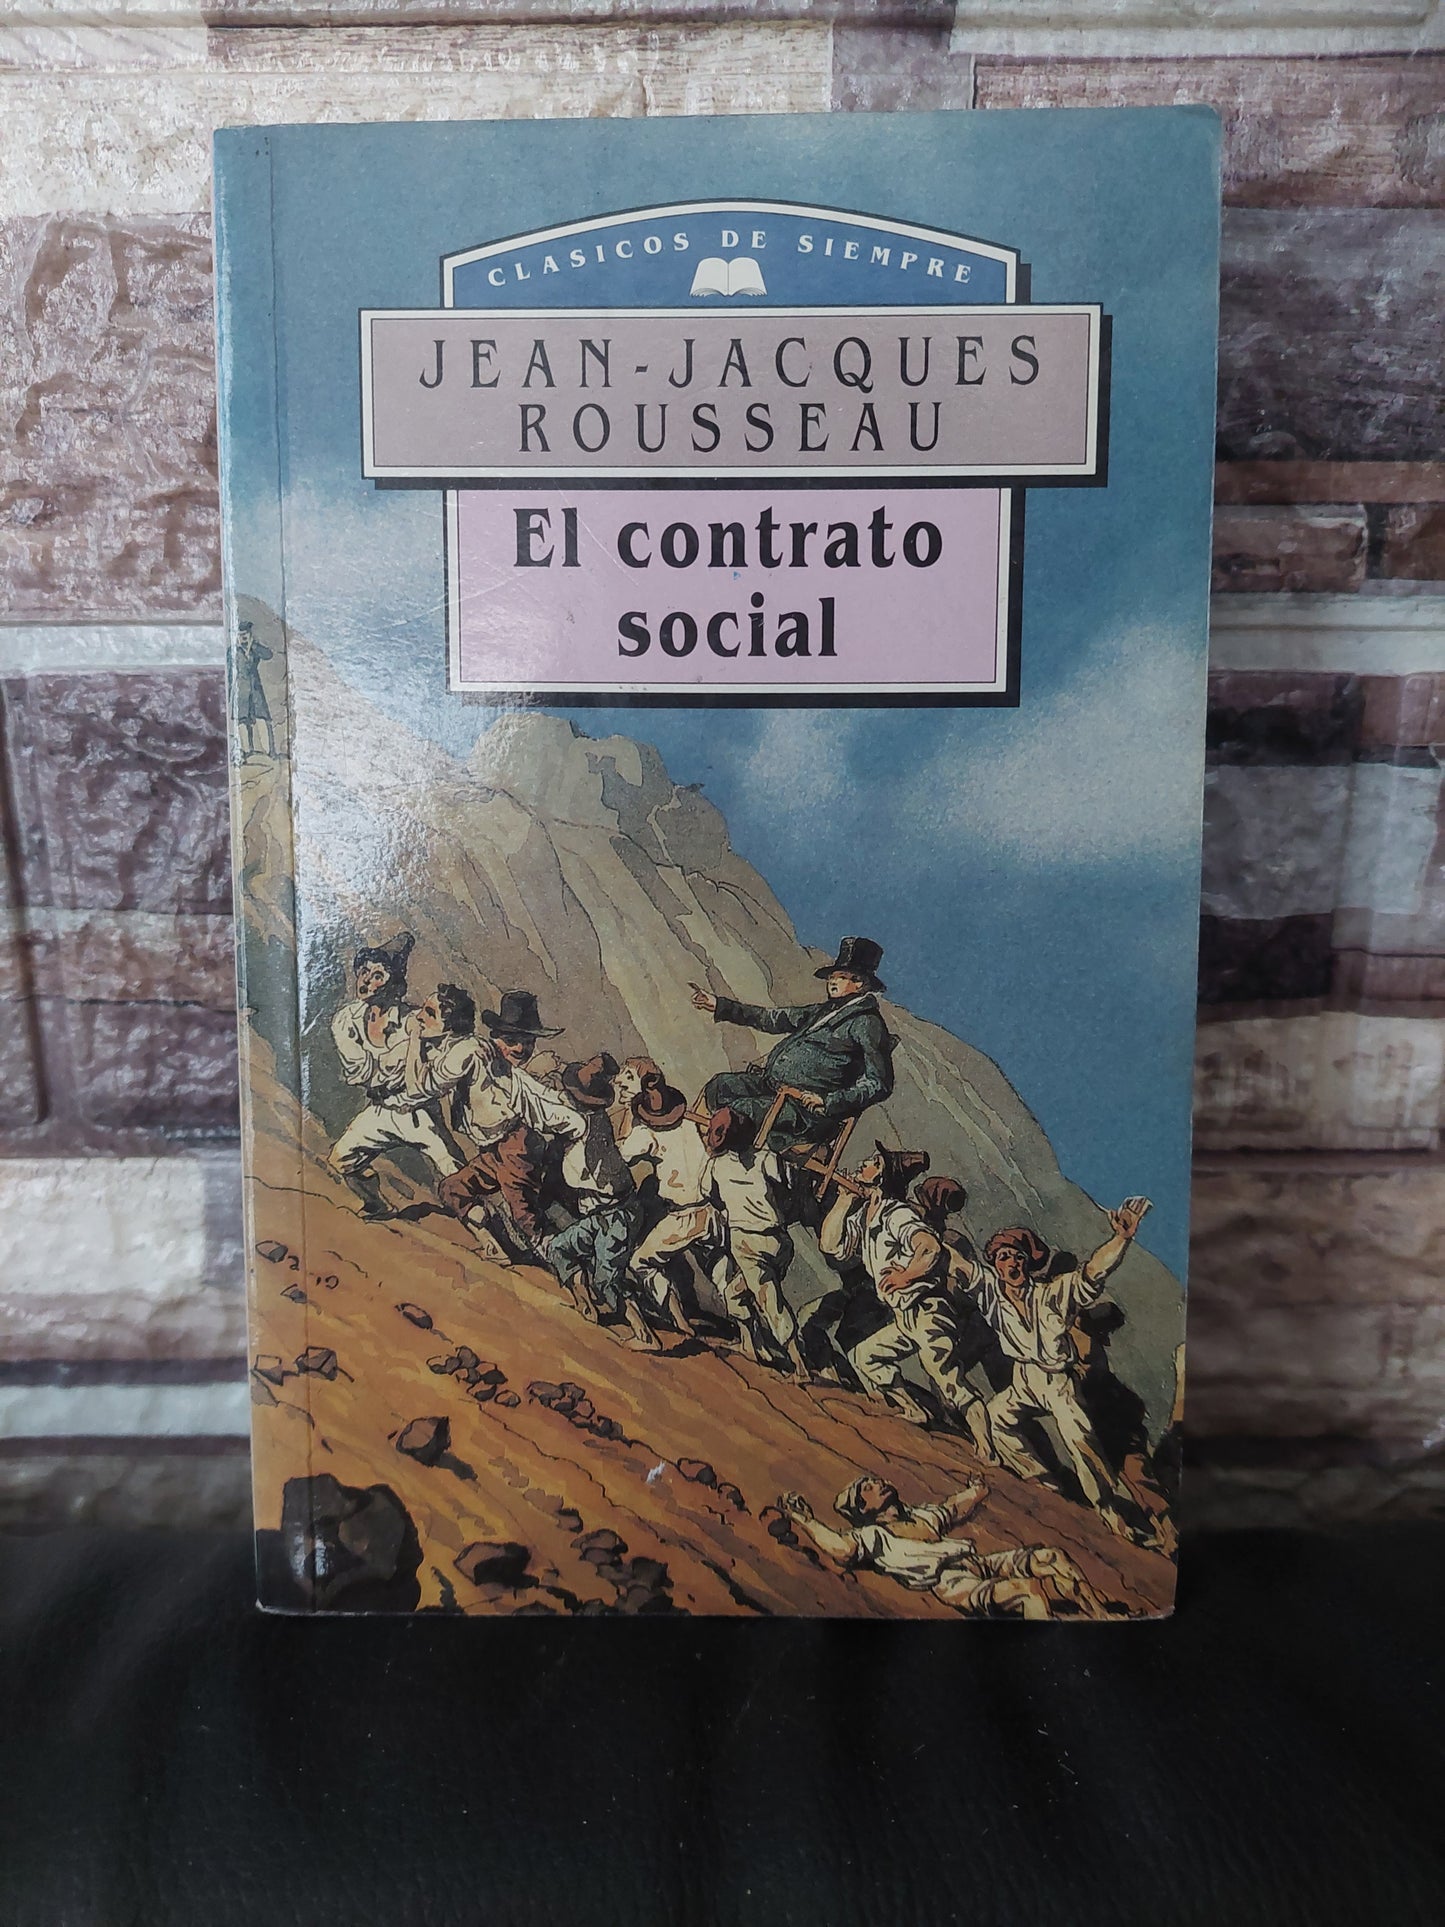 CLASICOS DE SIEMPRE
JEAN-JACQUES
ROUSSEAU
El contrato
social